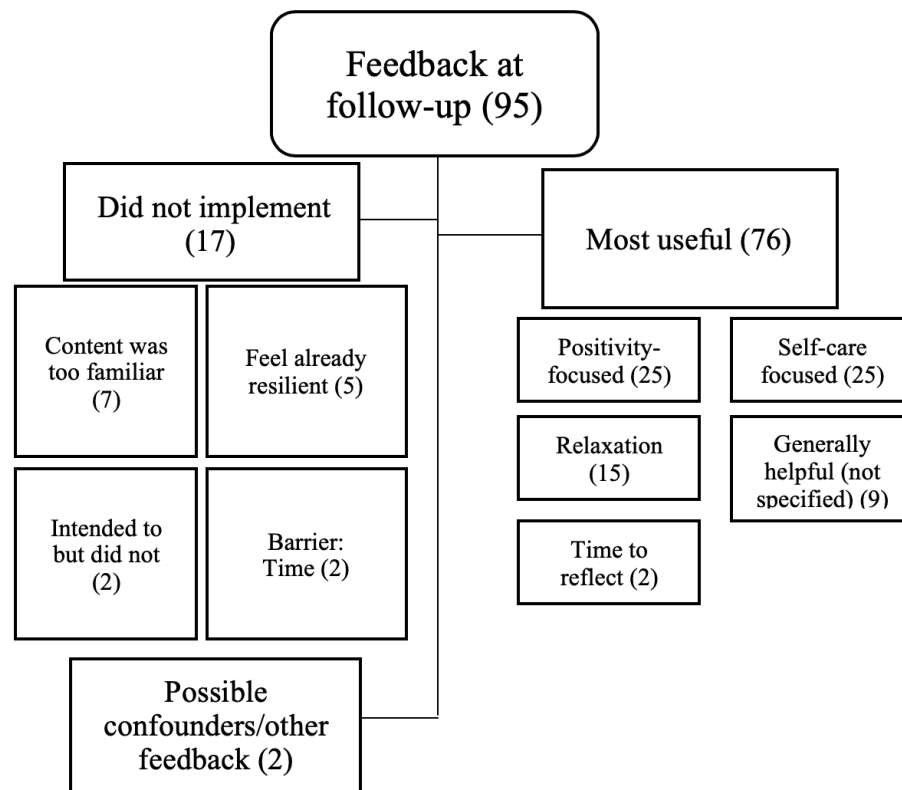 Feedback at
follow-up (95)
Did not implement
(17)
Content was
too familiar
(7)
Feel already
resilient (5)
Intended to
but did not
(2)
Barrier:
Time (2)
Possible
confounders/other
feedback (2)
Most useful (76)
Positivity-
focused (25)
Self-care
focused (25)
Relaxation
(15)
Generally
helpful (not
specified) (9)
Time to
reflect (2)